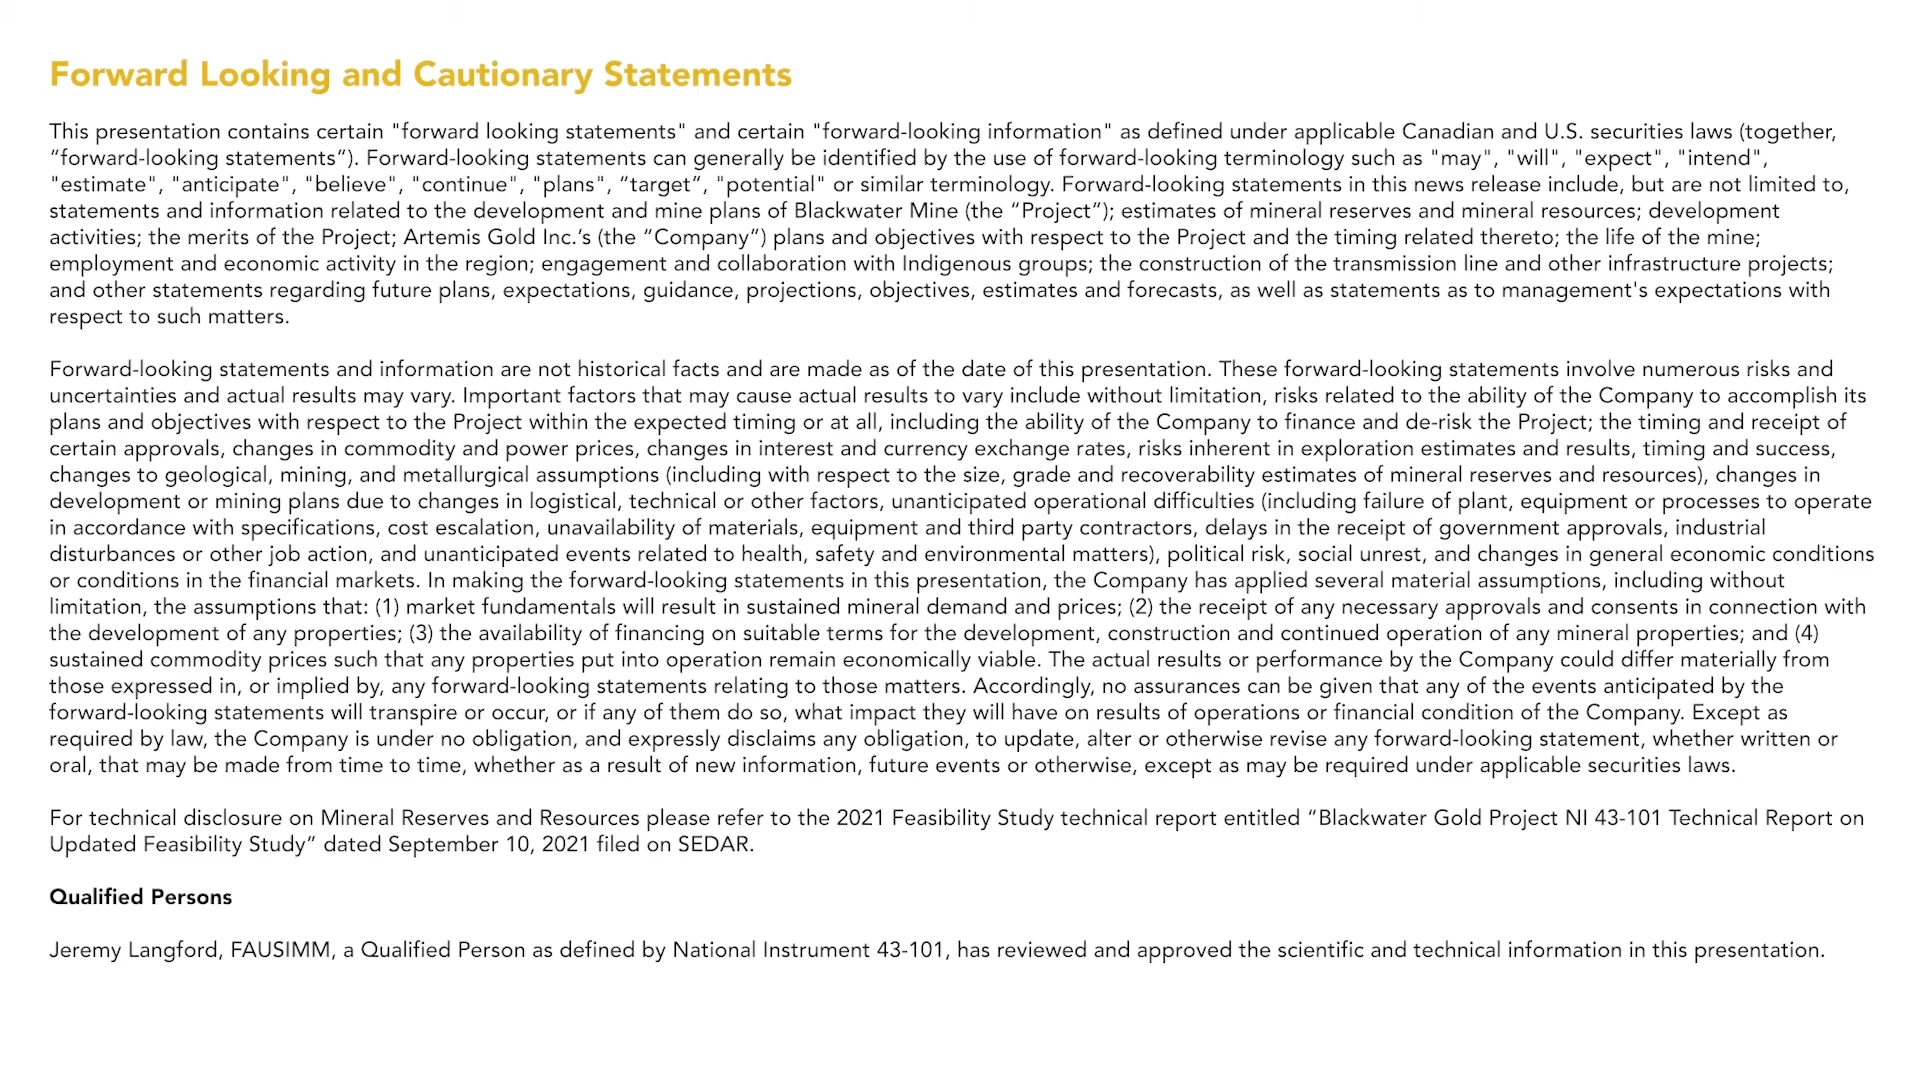 Forward Looking and Cautionary Statements
This presentation contains certain "forward looking statements" and certain "forward-looking information" as defined under applicable Canadian and U.S. securities laws (together,
“forward-looking statements”). Forward-looking statements can generally be identified by the use of forward-looking terminology such as "may", "will", "expect", "intend",
"estimate", "anticipate", "believe", "continue", "plans", “target”, "potential" or similar terminology. Forward-looking statements in this news release include, but are not limited to,
statements and information related to the development and mine plans of Blackwater Mine (the “Project”); estimates of mineral reserves and mineral resources; development
activities; the merits of the Project; Artemis Gold Inc.’s (the “Company”) plans and objectives with respect to the Project and the timing related thereto; the life of the mine;
employment and economic activity in the region; engagement and collaboration with Indigenous groups; the construction of the transmission line and other infrastructure projects;
and other statements regarding future plans, expectations, guidance, projections, objectives, estimates and forecasts, as well as statements as to management's expectations with
respect to such matters.
Forward-looking statements and information are not historical facts and are made as of the date of this presentation. These forward-looking statements involve numerous risks and
uncertainties and actual results may vary. Important factors that may cause actual results to vary include without limitation, risks related to the ability of the Company to accomplish its
plans and objectives with respect to the Project within the expected timing or at all, including the ability of the Company to finance and de-risk the Project; the timing and receipt of
certain approvals, changes in commodity and power prices, changes in interest and currency exchange rates, risks inherent in exploration estimates and results, timing and success,
changes to geological, mining, and metallurgical assumptions (including with respect to the size, grade and recoverability estimates of mineral reserves and resources), changes in
development or mining plans due to changes in logistical, technical or other factors, unanticipated operational difficulties (including failure of plant, equipment or processes to operate
in accordance with specifications, cost escalation, unavailability of materials, equipment and third party contractors, delays in the receipt of government approvals, industrial
disturbances or other job action, and unanticipated events related to health, safety and environmental matters), political risk, social unrest, and changes in general economic conditions
or conditions in the financial markets. In making the forward-looking statements in this presentation, the Company has applied several material assumptions, including without
limitation, the assumptions that: (1) market fundamentals will result in sustained mineral demand and prices; (2) the receipt of any necessary approvals and consents in connection with
the development of any properties; (3) the availability of financing on suitable terms for the development, construction and continued operation of any mineral properties; and (4)
sustained commodity prices such that any properties put into operation remain economically viable. The actual results or performance by the Company could differ materially from
those expressed in, or implied by, any forward-looking statements relating to those matters. Accordingly, no assurances can be given that any of the events anticipated by the
forward-looking statements will transpire or occur, or if any of them do so, what impact they will have on results of operations or financial condition of the Company. Except as
required by law, the Company is under no obligation, and expressly disclaims any obligation, to update, alter or otherwise revise any forward-looking statement, whether written or
oral, that may be made from time to time, whether as a result of new information, future events or otherwise, except as may be required under applicable securities laws.
For technical disclosure on Mineral Reserves and Resources please refer to the 2021 Feasibility Study technical report entitled “Blackwater Gold Project NI 43-101 Technical Report on
Updated Feasibility Study” dated September 10, 2021 filed on SEDAR.
Qualified Persons
Jeremy Langford, FAUSIMM, a Qualified Person as defined by National Instrument 43-101, has reviewed and approved the scientific and technical information in this presentation.